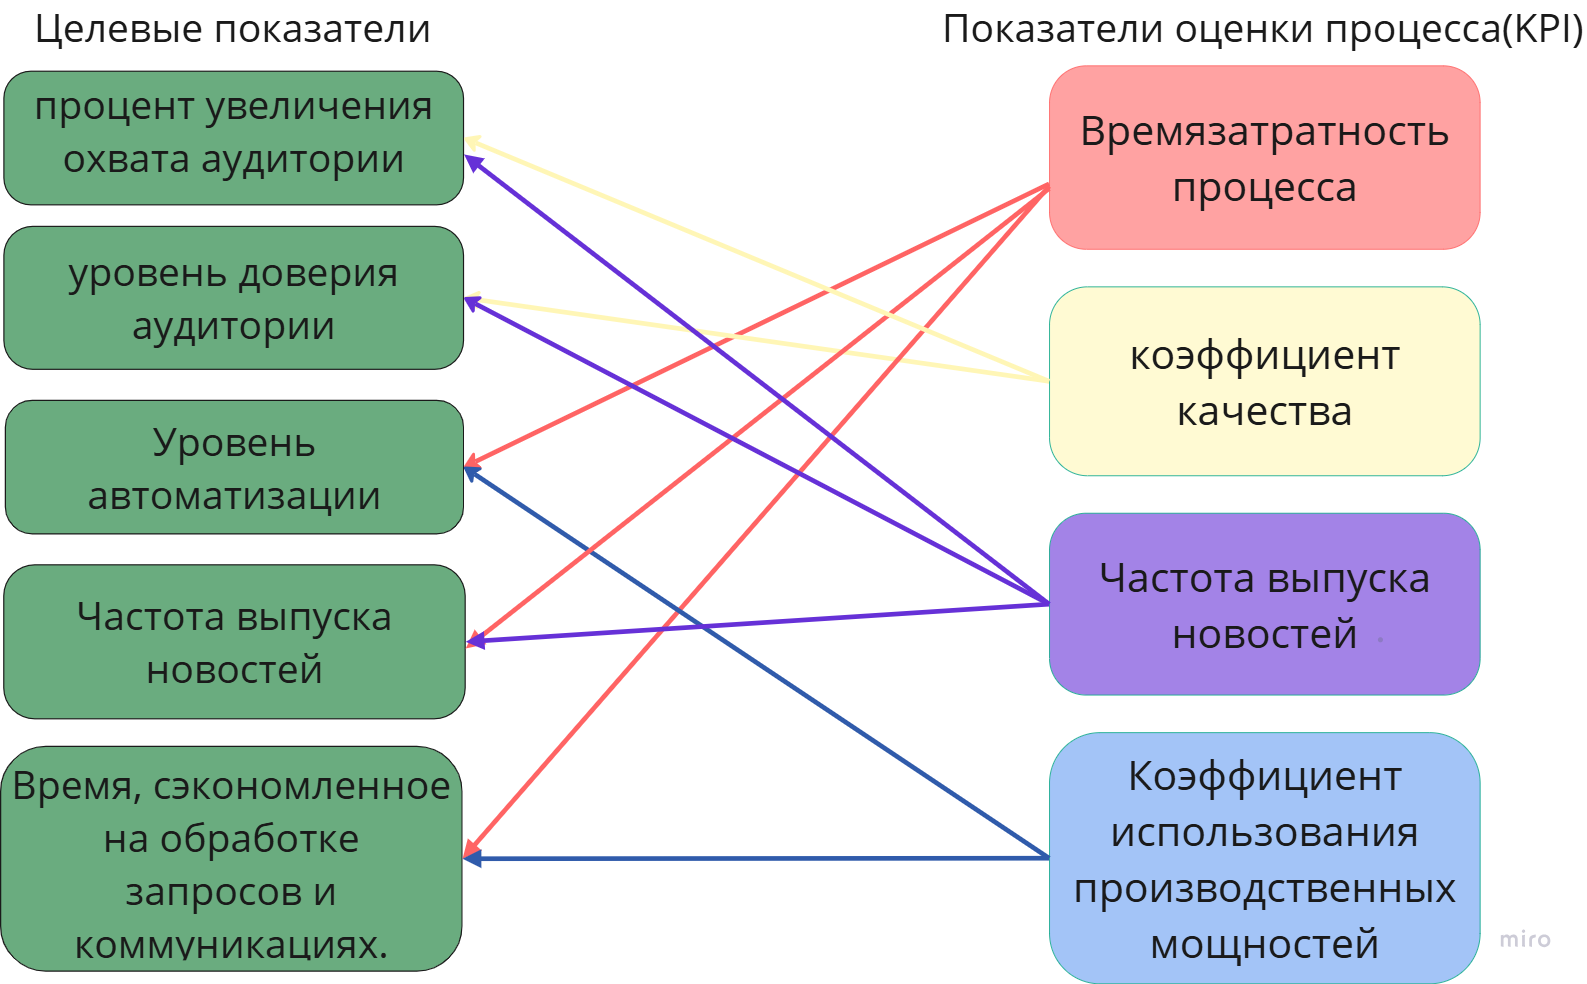 Целевые показатели
процент увеличения
охвата аудитории
уровень доверия
аудитории
Уровень
автоматизации
Частота выпуска
новостей
Время, сэкономленное
на обработке
запросов и
коммуникациях.
Показатели оценки процесса(KPI)
Времязатратность
процесса
коэффициент
качества
Частота выпуска
новостей
Коэффициент
использования
производственных
мощностей
miro